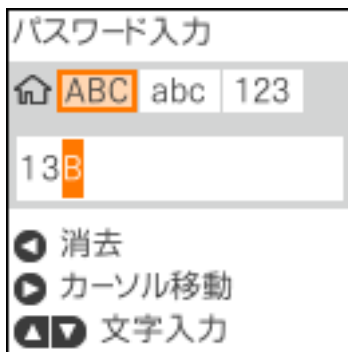 パスワード入力
ABC abc 123
13B
消去
カーソル移動
文字入力